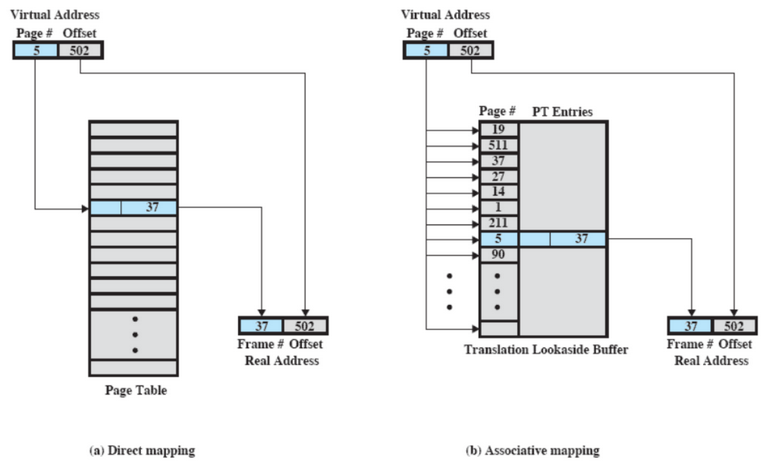 Virtual Address
Page # Offset
5 502
37
37 502
Frame # Offset
Real Address
Page Table
(a) Direct mapping
Virtual Address
Page # Offset
5 502
Page # PT Entries
19
511
37
27
14
1
211
5 37
90
37 502
Frame # Offset
Real Address
Translation Lookaside Buffer
(b) Associative mapping